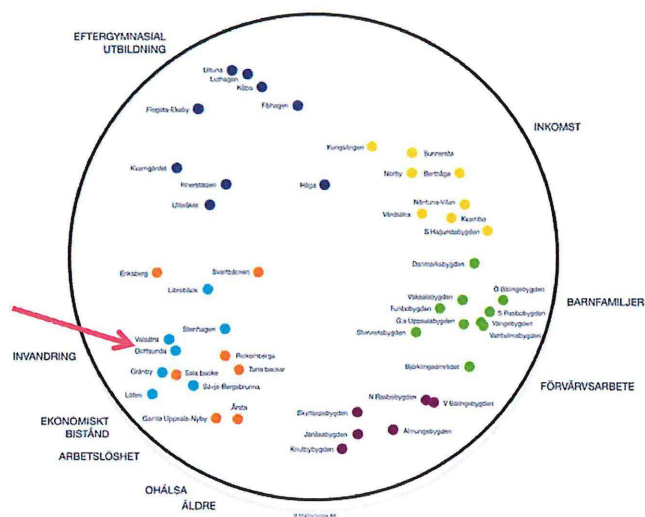 EFTERGYMNASIAL
UTBILDNING
Ultuna
Luthagen
Kåbo
Flogsta-Ekeby
Fålhagen
INKOMST
Kungsängen
Sunnersta
Kvarngärdet
Norby
Berthåga
Innerstaden
Håga
Ulleråker
Nåntuna-Vilan
Vårdsätra
Kvarnbo
S Hagundabygden
Danmarksbygden
Eriksberg
Svartbäcken
Librobäck
Vaksalabygden
Ö Bälingebygden
BARNFAMILJER
Funbobygden
S Rasbobygden
G:a Uppsalabygden
Vängebygden
Stenhagen
Storvretabygden
Vattholmabygden
Valsätra
Gottsunda
INVANDRING
Rickomberga
Björklingeområdet
Gränby
Sala backe
Tuna backar
FÖRVÄRVSARBETE
Löten
Sävja-Bergsbrunna
N Rasbobygden
V Bälingebygden
Årsta
Gamla Uppsala-Nyby
Skyttorpsbygden
EKONOMISKT
BISTÅND
Järlåsabygden
Almungebygden
ARBETSLÖSHET
Knutbybygden
OHÄLSA
ÄLDRE